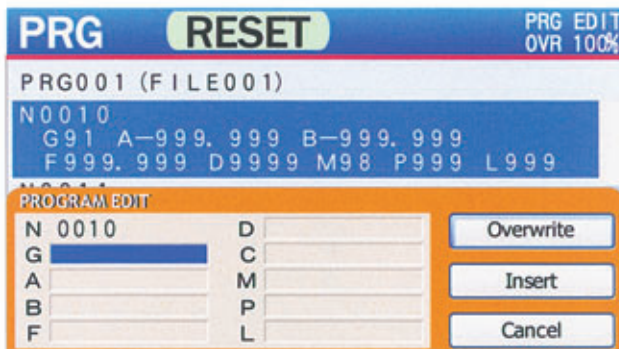 PRG RESET PRG EDIT
OVR 100%
PRG001 (FILE001)
N0010
G91 A-999.999 B-999.999
F999.999 D9999 M98 P999 L999
PROGRAM EDIT
N 0010 D Overwrite
G C
A M Insert
B P
F L Cancel